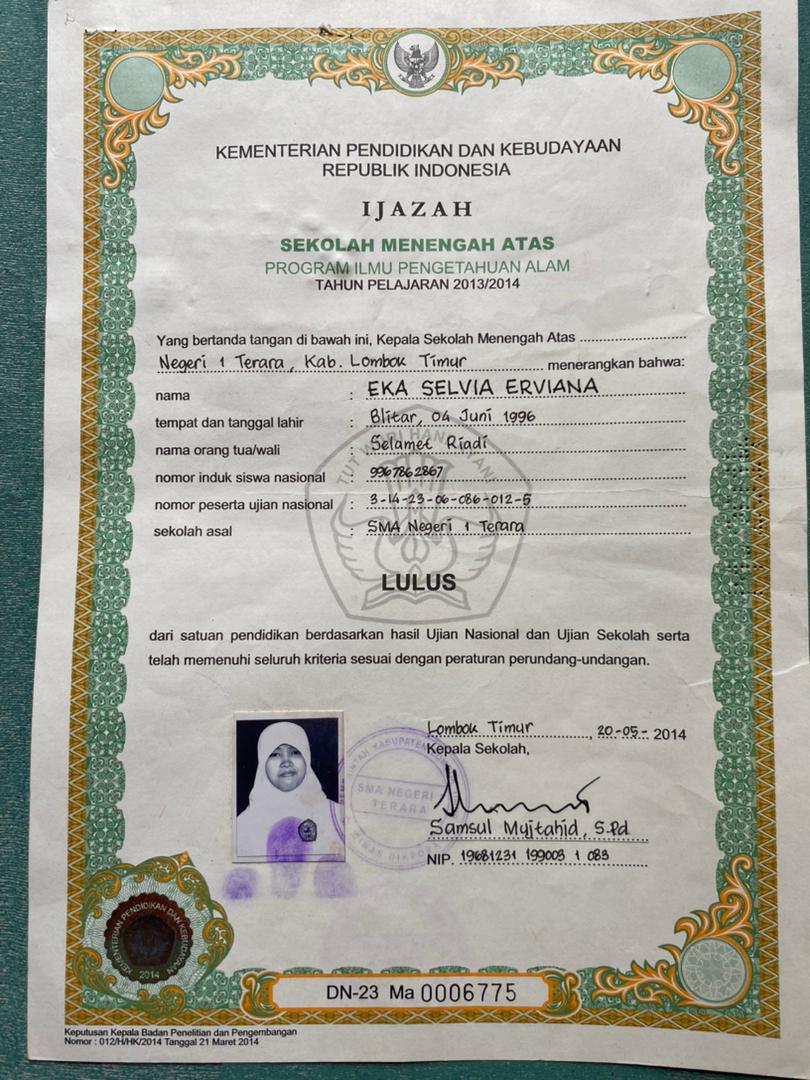 KEMENTERIAN PENDIDIKAN DAN KEBUDAYAAN
REPUBLIK INDONESIA
IJAZAH
SEKOLAH MENENGAH ATAS
PROGRAM ILMU PENGETAHUAN ALAM
TAHUN PELAJARAN 2013/2014
Yang bertanda tangan di bawah ini, Kepala Sekolah Menengah Atas
Negeri 1 Terara, Kab. Lombok Timur menerangkan bahwa:
nama : EKA SELVIA ERVIANA
tempat dan tanggal lahir : Blitar, 04 Juni 1996
nama orang tua/wali : Selamet Riadi
nomor induk siswa nasional : 9967862867
nomor peserta ujian nasional : 3-14-23-06-086-012-5
sekolah asal : SMA Negeri 1 Terara
TUT WURI HANDAYANI
LULUS
dari satuan pendidikan berdasarkan hasil Ujian Nasional dan Ujian Sekolah serta
telah memenuhi seluruh kriteria sesuai dengan peraturan perundang-undangan.
Lombok Timur, 20-05-2014
Kepala Sekolah,
SMA NEGERI
TERARA
Samsul Mujtahid, S.Pd
NIP. 19681231 199003 1 083
KEMENTERIAN PENDIDIKAN DAN KEBUDAYAAN
2014
DN-23 Ma 0006775
Keputusan Kepala Badan Penelitian dan Pengembangan
Nomor : 012/H/HK/2014 Tanggal 21 Maret 2014